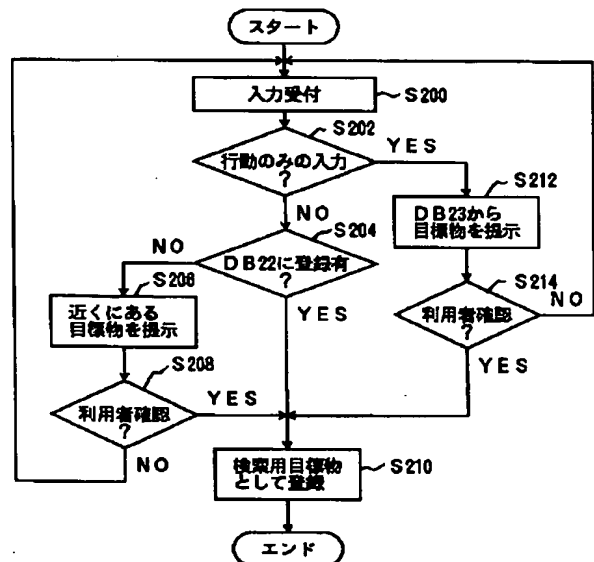 スタート
入力受付
S200
行動のみの入力
?
S202
YES
NO
DB23から
目標物を提示
S212
DB22に登録有
?
S204
NO
YES
近くにある
目標物を提示
S206
利用者確認
?
S214
NO
YES
利用者確認
?
S208
YES
NO
検索用目標物
として登録
S210
エンド